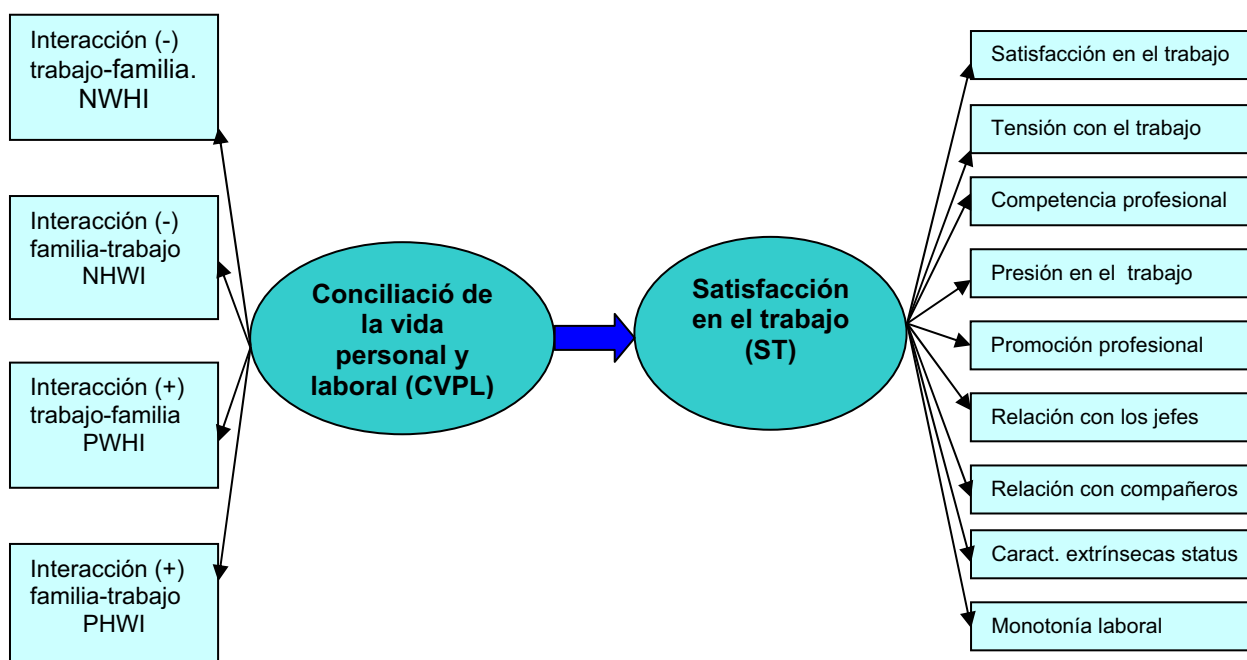 Interacción (-)
trabajo-familia.
NWHI
Interacción (-)
familia-trabajo
NHWI
Interacción (+)
trabajo-familia
PWHI
Interacción (+)
familia-trabajo
PHWI
Conciliació de
la vida
personal y
laboral (CVPL)
Satisfacción
en el trabajo
(ST)
Satisfacción en el trabajo
Tensión con el trabajo
Competencia profesional
Presión en el trabajo
Promoción profesional
Relación con los jefes
Relación con compañeros
Caract. extrínsecas status
Monotonía laboral